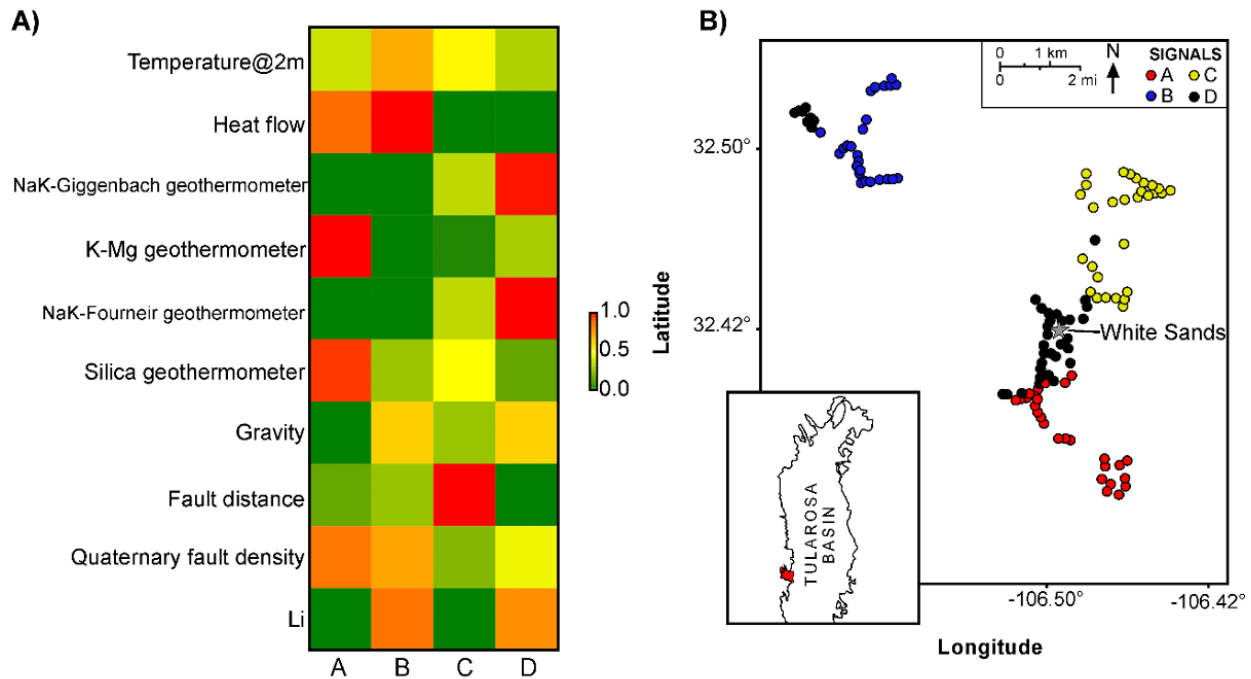 A)
Temperature@2m
Heat flow
NaK-Giggenbach geothermometer
K-Mg geothermometer
NaK-Fourneir geothermometer
Silica geothermometer
Gravity
Fault distance
Quaternary fault density
Li
A B C D
1.0
0.5
0.0
B)
0 1 km
0 2 mi
N
SIGNALS
A C
B D
32.50°
32.42°
Latitude
White Sands
TULAROSA
BASIN
-106.50° -106.42°
Longitude